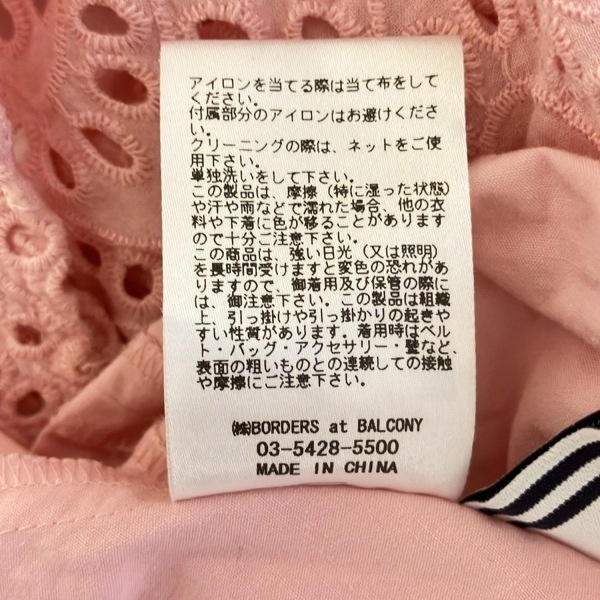 アイロンを当てる際は当て布をして
ください。
付属部分のアイロンはお避けくださ
い。
クリーニングの際は、ネットをご使
用下さい。
単独洗いをして下さい。
この製品は、摩擦（特に湿った状態）
や汗や雨などで濡れた場合、他の衣
料や下着に色が移ることがあります
ので十分ご注意下さい。
この商品は、強い日光（又は照明）
を長時間受けますと変色の恐れがあ
りますので、御着用及び保管の際に
は、御注意下さい。この製品は組織
上、引っ掛けや引っ掛かりの起きや
すい性質があります。着用時はベル
ト・バッグ・アクセサリー・壁など、
表面の粗いものとの連続しての接触
や摩擦にご注意下さい。
㈱BORDERS at BALCONY
03-5428-5500
MADE IN CHINA